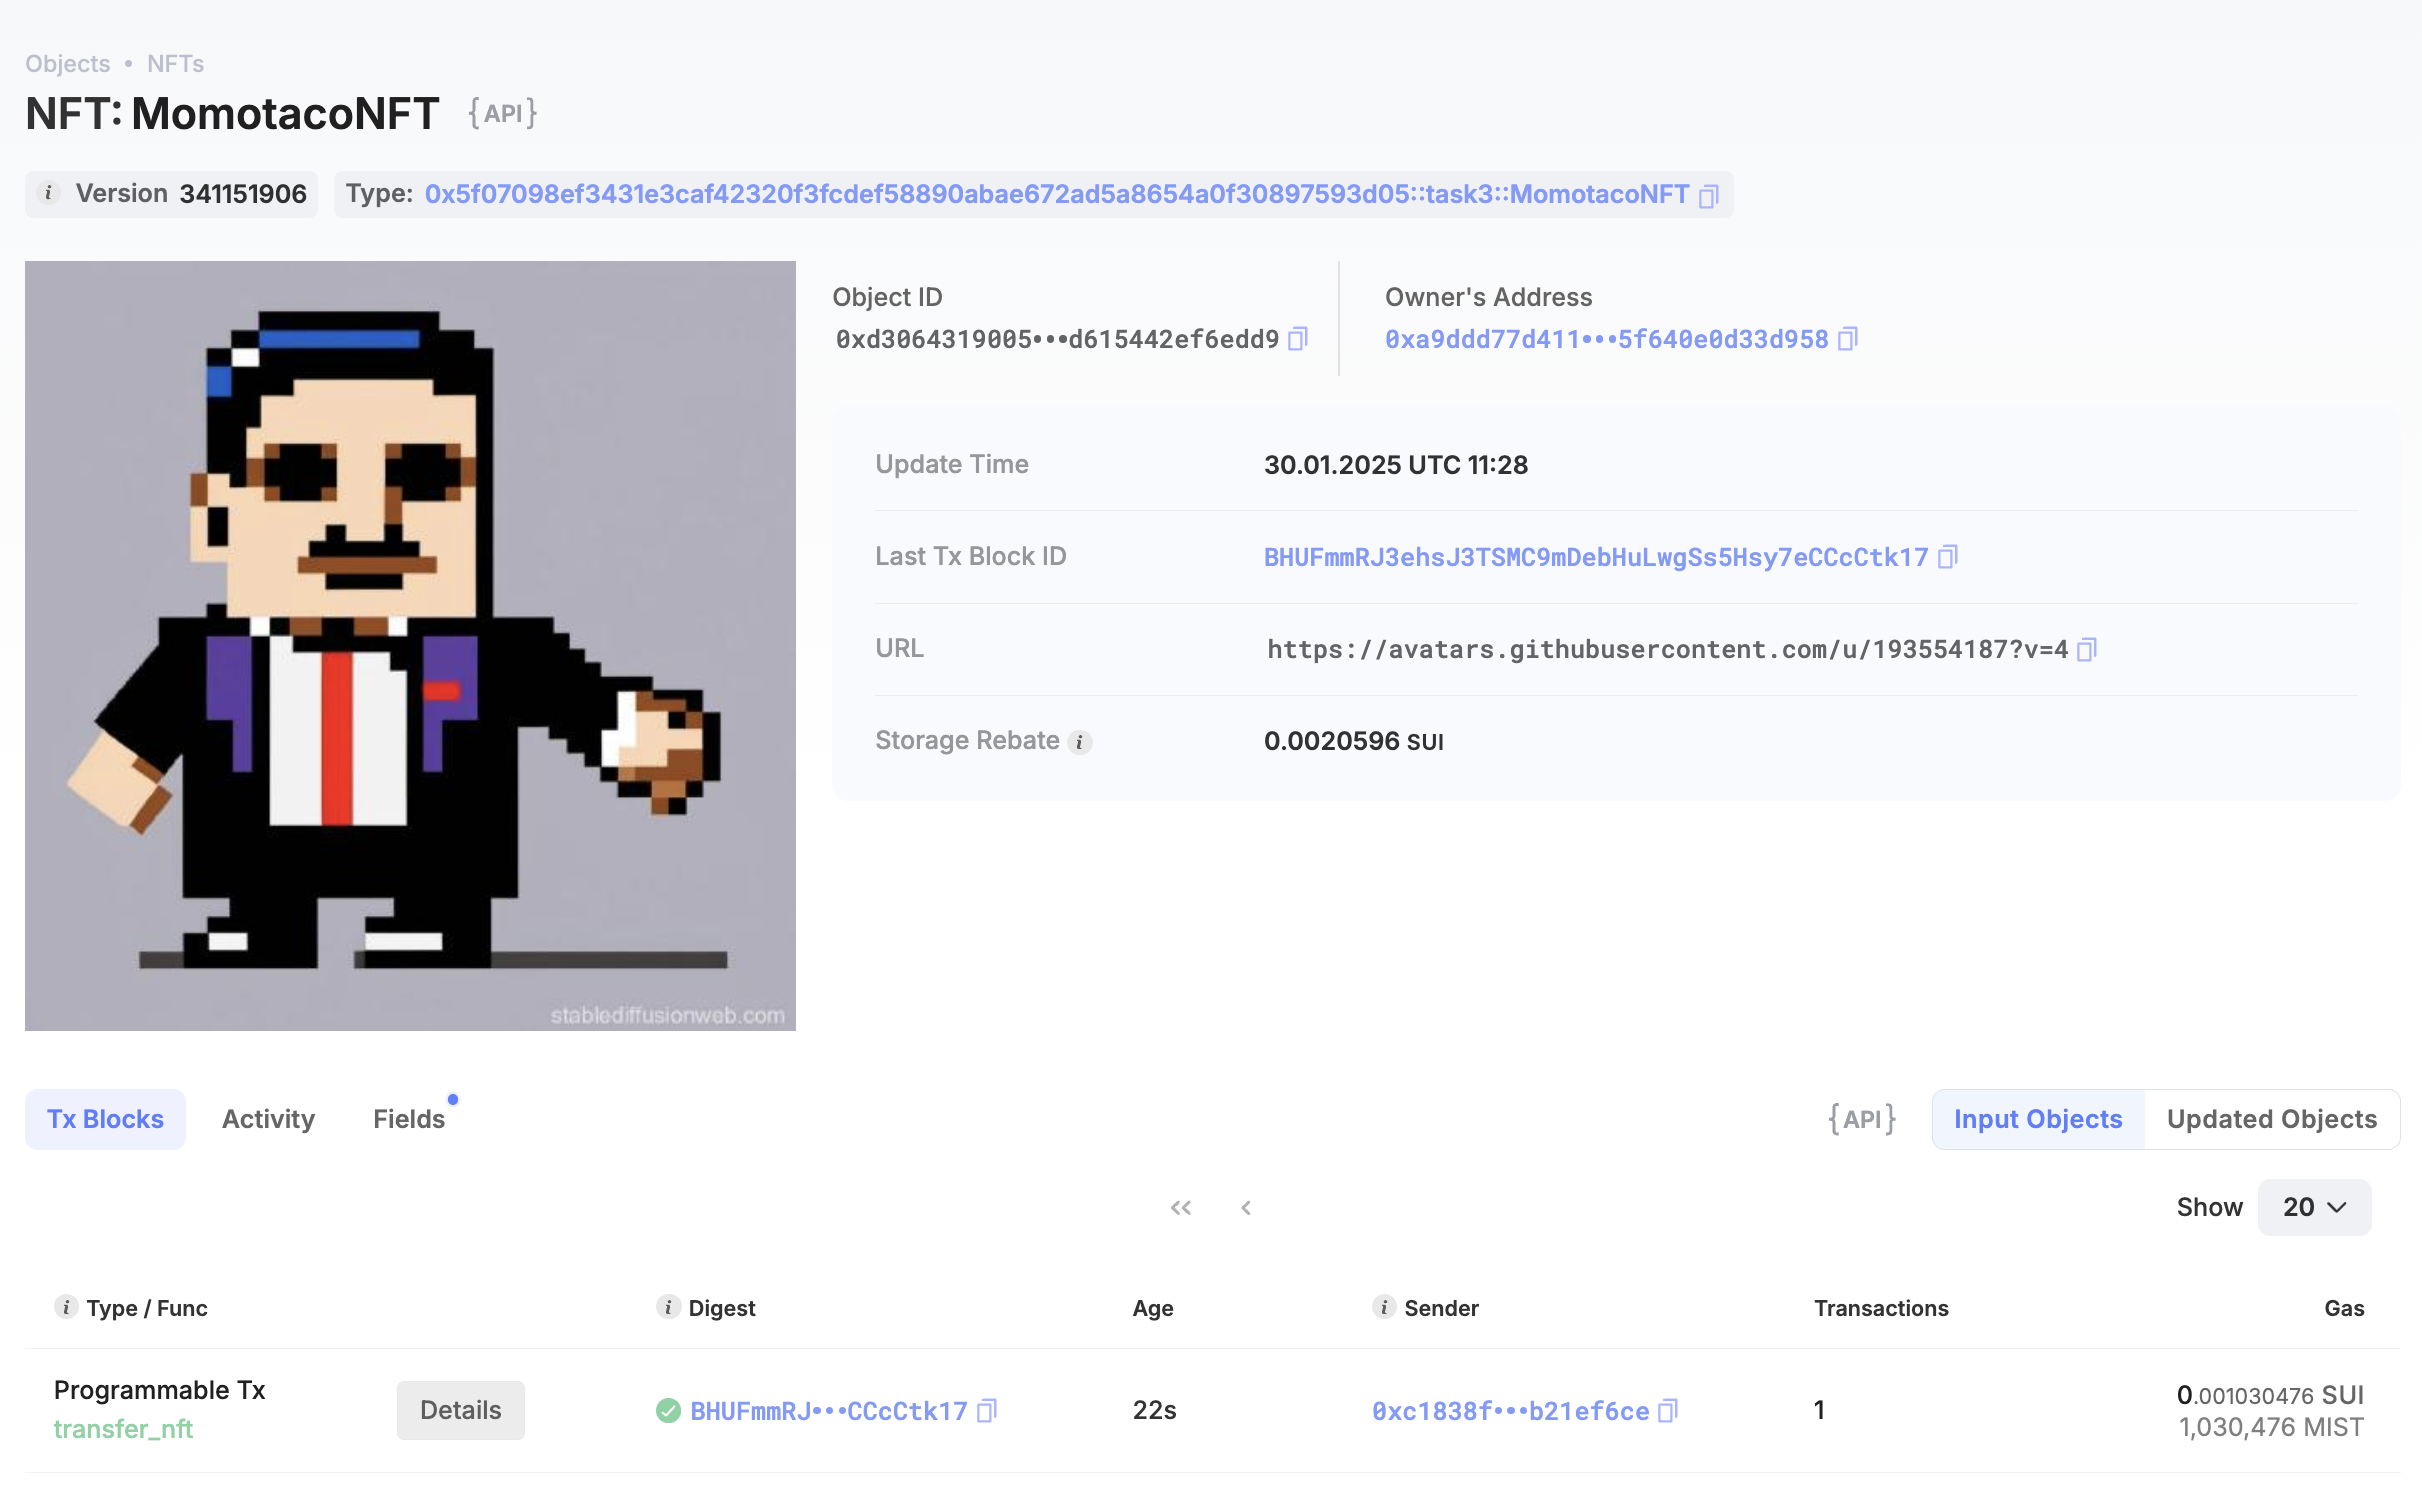 Objects • NFTs
NFT: MomotacoNFT {API}
i Version 341151906 Type: 0x5f07098ef3431e3caf42320f3fcdef58890abae672ad5a8654a0f30897593d05::task3::MomotacoNFT
Object ID
0xd3064319005•••d615442ef6edd9
Owner's Address
0xa9ddd77d411•••5f640e0d33d958
Update Time 30.01.2025 UTC 11:28
Last Tx Block ID BHUFmmRJ3ehsJ3TSMC9mDebHuLwgSs5Hsy7eCCcCtk17
URL https://avatars.githubusercontent.com/u/193554187?v=4
Storage Rebate i 0.0020596 SUI
stablediffusionweb.com
Tx Blocks Activity Fields {API} Input Objects Updated Objects
Show 20
i Type / Func i Digest Age i Sender Transactions Gas
Programmable Tx
transfer_nft
Details
BHUFmmRJ•••CCcCtk17
22s
0xc1838f•••b21ef6ce
1
0.001030476 SUI
1,030,476 MIST